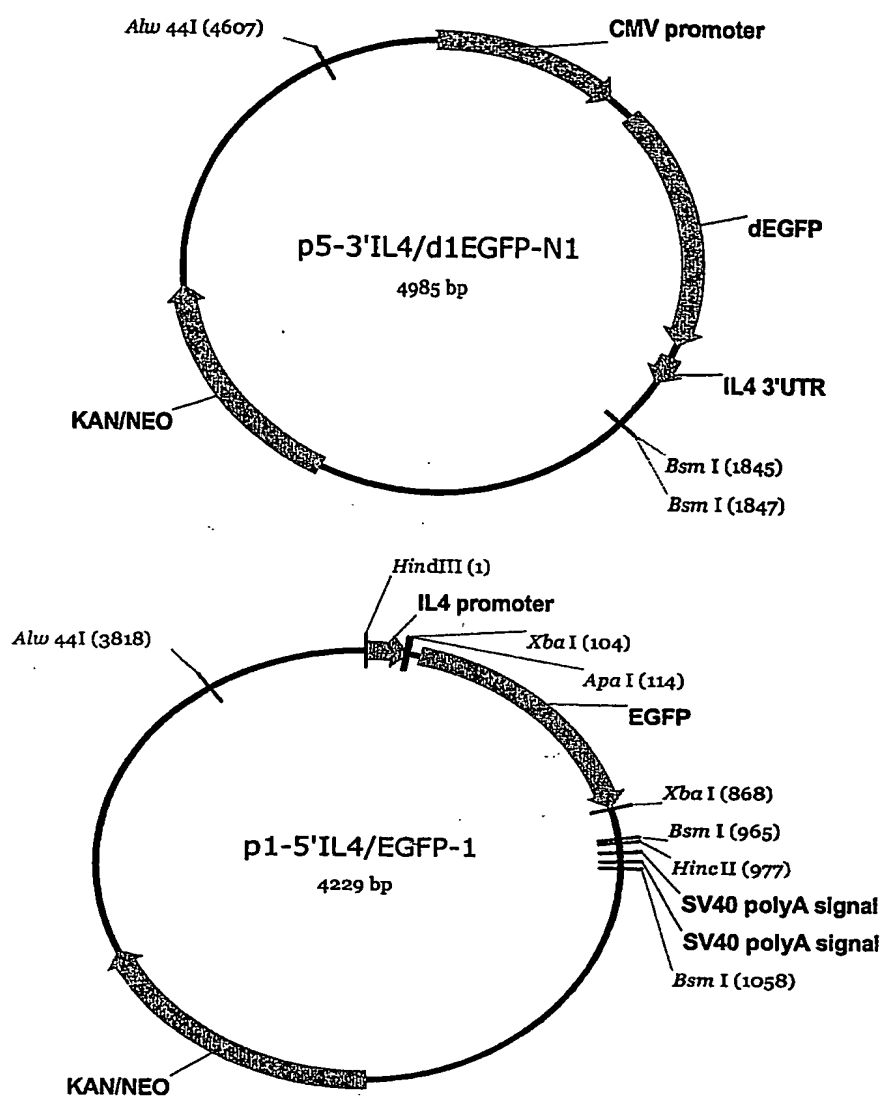 Alw 44I (4607)
CMV promoter
p5-3'IL4/d1EGFP-N1
4985 bp
dEGFP
IL4 3'UTR
KAN/NEO
Bsm I (1845)
Bsm I (1847)
HindIII (1)
IL4 promoter
Alw 44I (3818)
Xba I (104)
Apa I (114)
EGFP
Xba I (868)
Bsm I (965)
p1-5'IL4/EGFP-1
HincII (977)
4229 bp
SV40 polyA signal
SV40 polyA signal
Bsm I (1058)
KAN/NEO